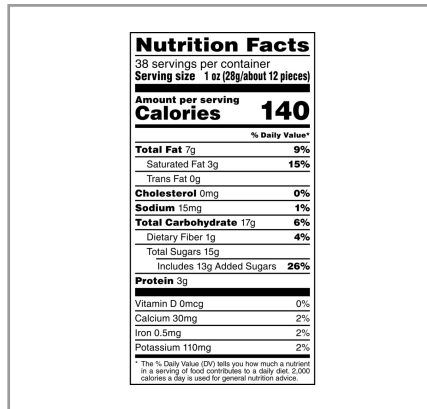 Nutrition Facts
38 servings per container
Serving size 1 oz (28g/about 12 pieces)
Amount per serving
Calories 140
% Daily Value*
Total Fat 7g 9%
Saturated Fat 3g 15%
Trans Fat 0g
Cholesterol 0mg 0%
Sodium 15mg 1%
Total Carbohydrate 17g 6%
Dietary Fiber 1g 4%
Total Sugars 15g
Includes 13g Added Sugars 26%
Protein 3g
Vitamin D 0mcg 0%
Calcium 30mg 2%
Iron 0.5mg 2%
Potassium 110mg 2%
* The % Daily Value (DV) tells you how much a nutrient
in a serving of food contributes to a daily diet. 2,000
calories a day is used for general nutrition advice.